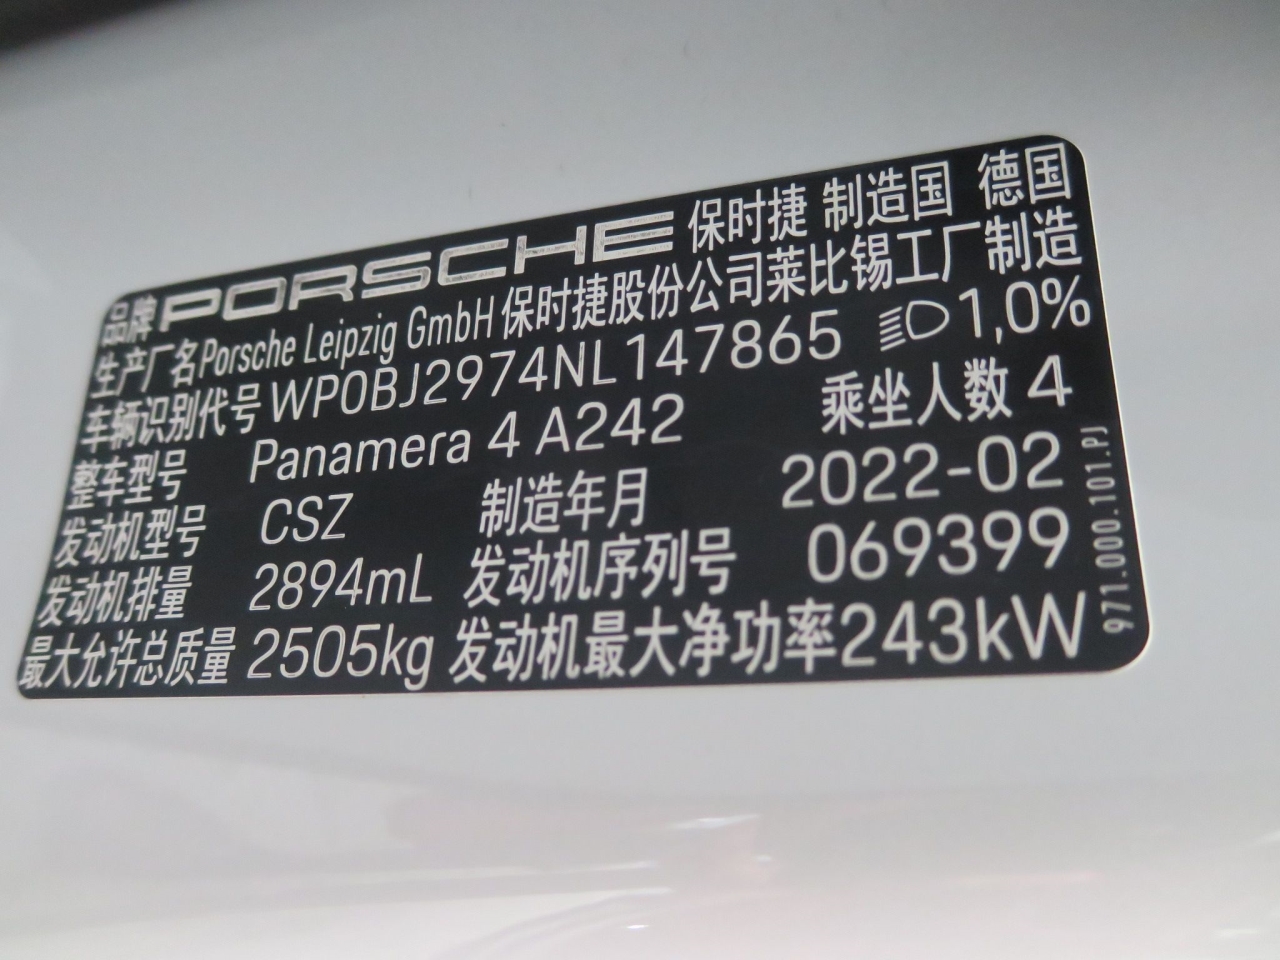 品牌 PORSCHE 保时捷 制造国 德国
生产厂名 Porsche Leipzig GmbH 保时捷股份公司莱比锡工厂制造
车辆识别代号 WP0BJ2974NL147865 1,0%
整车型号 Panamera 4 A242 乘坐人数 4
发动机型号 CSZ 制造年月 2022-02
发动机排量 2894mL 发动机序列号 069399
最大允许总质量 2505kg 发动机最大净功率 243kW
971.000.101.PJ